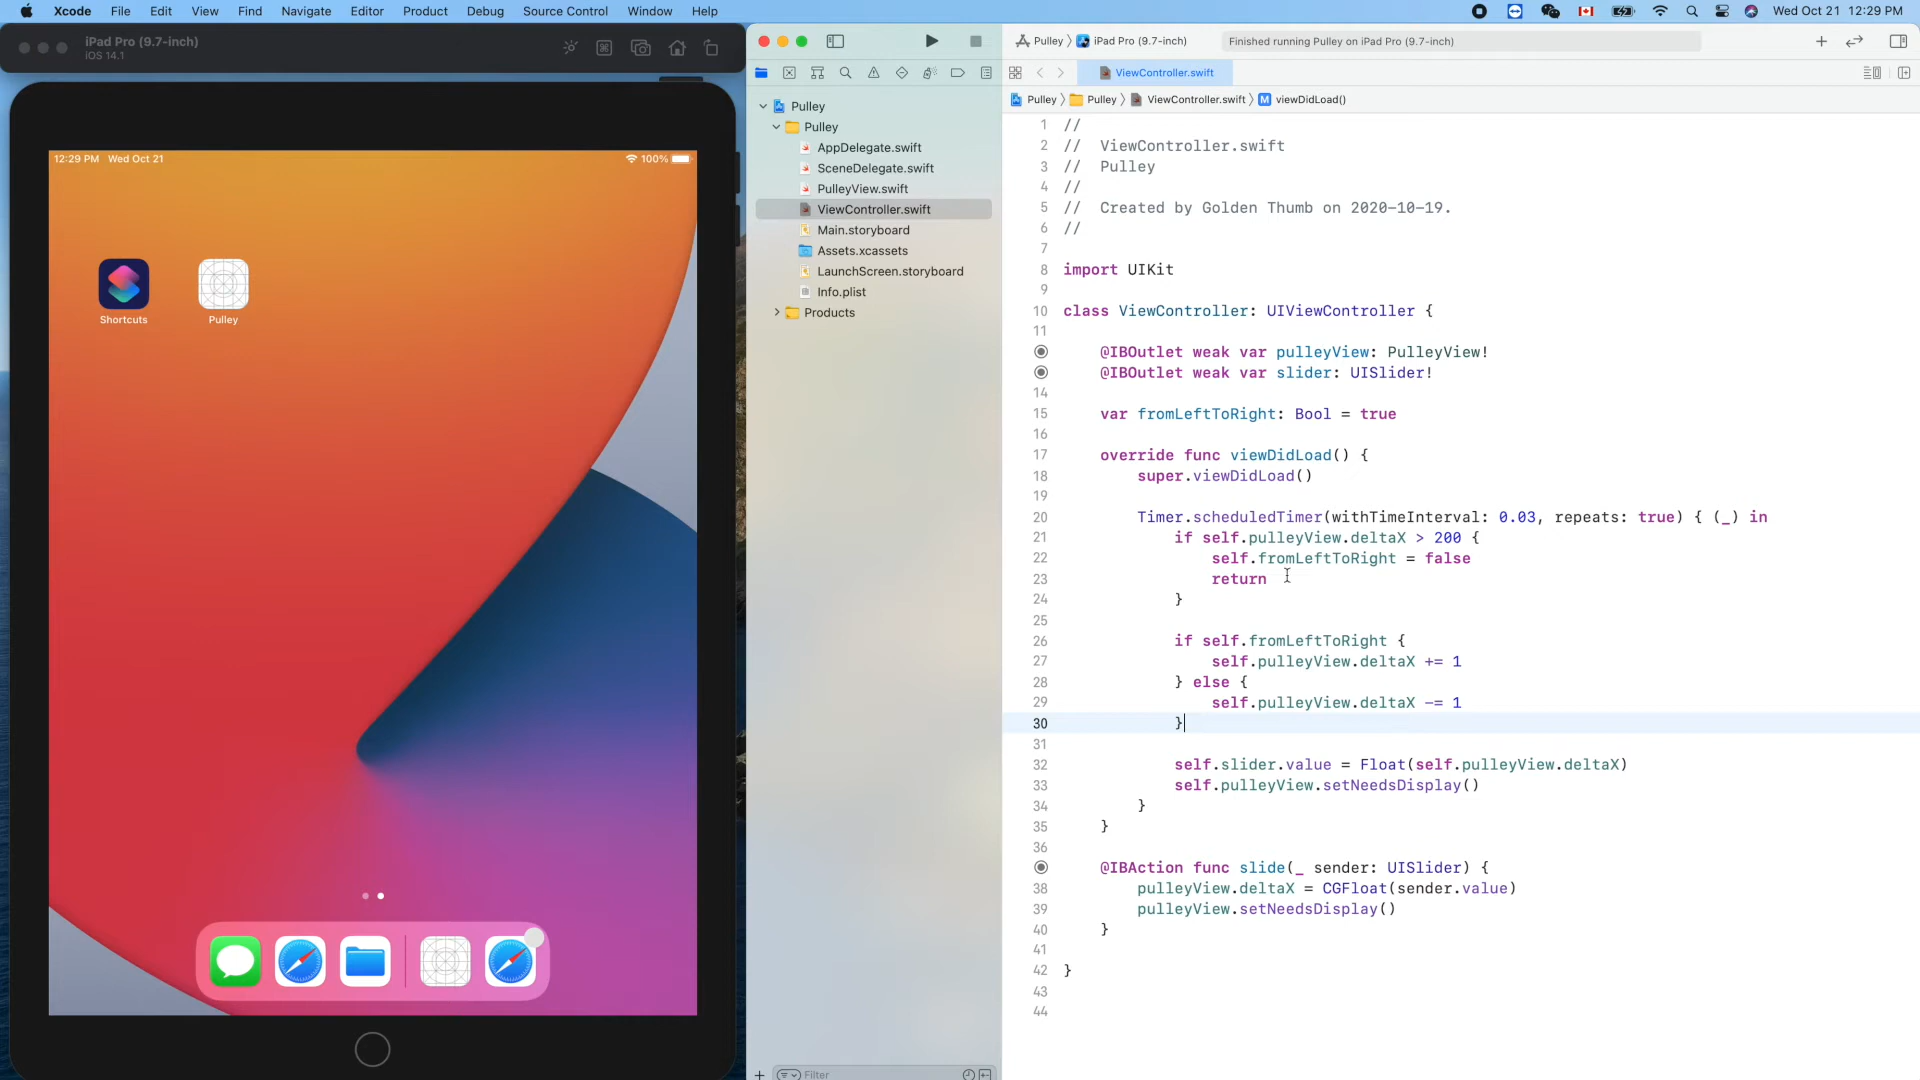 Xcode File Edit View Find Navigate Editor Product Debug Source Control Window Help
Wed Oct 21 12:29 PM
iPad Pro (9.7-inch)
iOS 14.1
12:29 PM Wed Oct 21
100%
Shortcuts
Pulley
Pulley
Pulley
AppDelegate.swift
SceneDelegate.swift
PulleyView.swift
ViewController.swift
Main.storyboard
Assets.xcassets
LaunchScreen.storyboard
Info.plist
Products
Filter
Pulley iPad Pro (9.7-inch)
Finished running Pulley on iPad Pro (9.7-inch)
ViewController.swift
Pulley Pulley ViewController.swift M viewDidLoad()
1 //
2 // ViewController.swift
3 // Pulley
4 //
5 // Created by Golden Thumb on 2020-10-19.
6 //
7
8 import UIKit
9
10 class ViewController: UIViewController {
11
@IBOutlet weak var pulleyView: PulleyView!
@IBOutlet weak var slider: UISlider!
14
15 var fromLeftToRight: Bool = true
16
17 override func viewDidLoad() {
18 super.viewDidLoad()
19
20 Timer.scheduledTimer(withTimeInterval: 0.03, repeats: true) { (_) in
21 if self.pulleyView.deltaX > 200 {
22 self.fromLeftToRight = false
23 return
24 }
25
26 if self.fromLeftToRight {
27 self.pulleyView.deltaX += 1
28 } else {
29 self.pulleyView.deltaX -= 1
30 }
31
32 self.slider.value = Float(self.pulleyView.deltaX)
33 self.pulleyView.setNeedsDisplay()
34 }
35 }
36
@IBAction func slide(_ sender: UISlider) {
38 pulleyView.deltaX = CGFloat(sender.value)
39 pulleyView.setNeedsDisplay()
40 }
41
42 }
43
44